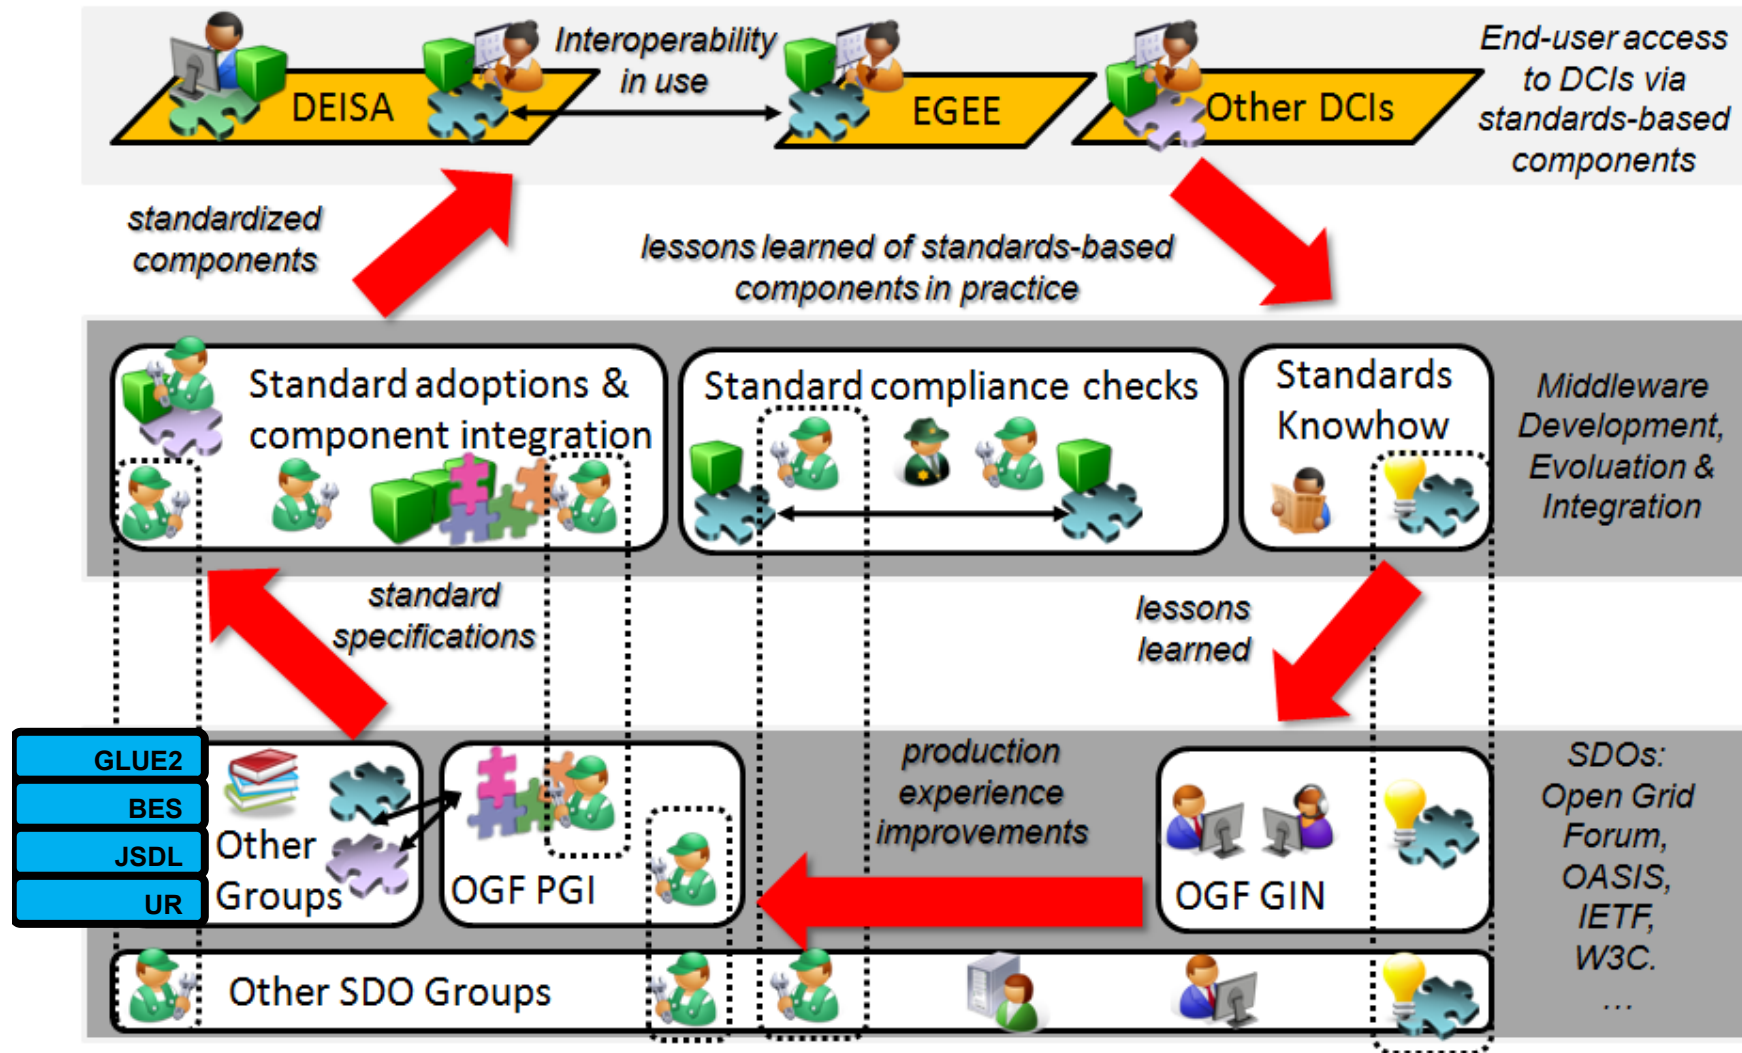 DEISA
Interoperability
in use
EGEE
Other DCIs
End-user access
to DCIs via
standards-based
components
standardized
components
lessons learned of standards-based
components in practice
Standard adoptions &
component integration
Standard compliance checks
Standards
Knowhow
Middleware
Development,
Evoluation &
Integration
standard
specifications
lessons
learned
GLUE2
BES
JSDL
UR
Other
Groups
OGF PGI
production
experience
improvements
OGF GIN
SDOs:
Open Grid
Forum,
OASIS,
IETF,
W3C.
…
Other SDO Groups